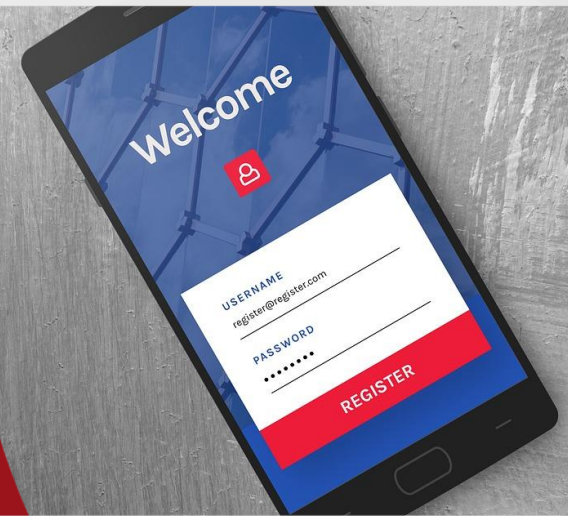 Welcome
USERNAME
register@register.com
PASSWORD
••••••••
REGISTER